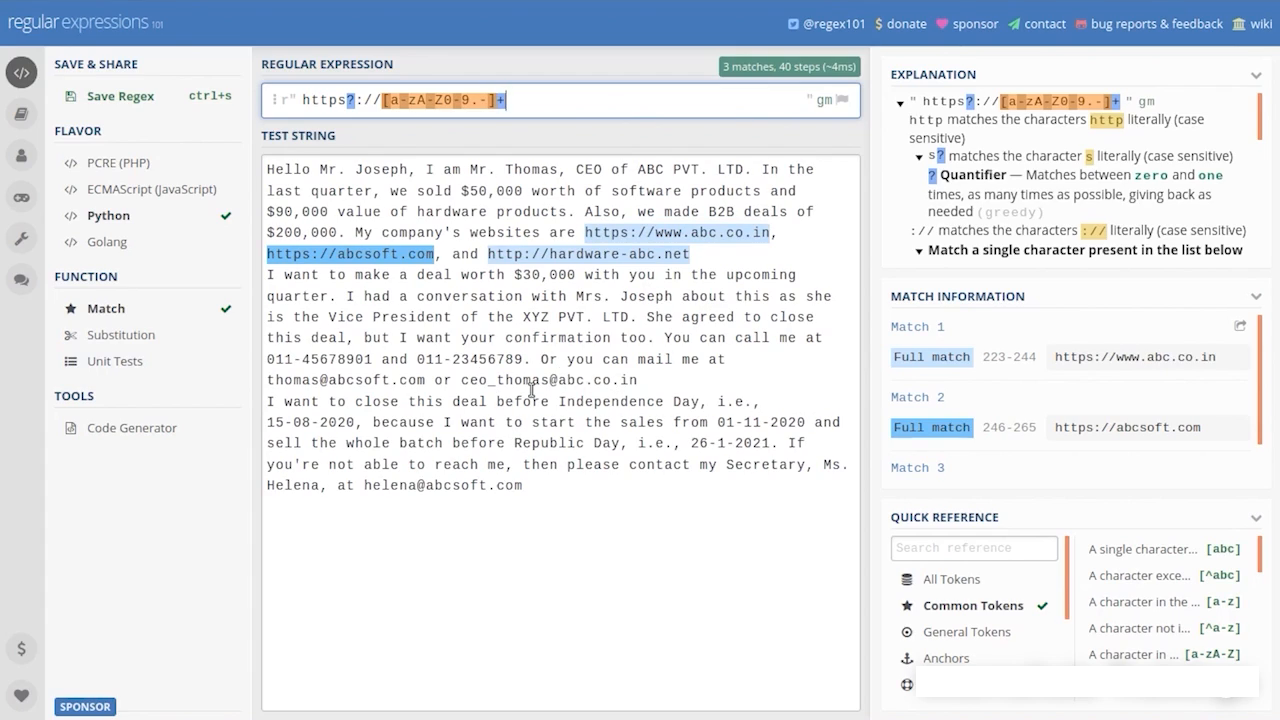 regular expressions 101
@regex101 $ donate sponsor contact bug reports & feedback wiki
SAVE & SHARE
Save Regex ctrl+s
FLAVOR
</> PCRE (PHP)
</> ECMAScript (JavaScript)
</> Python
</> Golang
FUNCTION
Match
Substitution
Unit Tests
TOOLS
Code Generator
SPONSOR
REGULAR EXPRESSION
3 matches, 40 steps (~4ms)
r" https?://[a-zA-Z0-9.-]+ " gm
TEST STRING
Hello Mr. Joseph, I am Mr. Thomas, CEO of ABC PVT. LTD. In the
last quarter, we sold $50,000 worth of software products and
$90,000 value of hardware products. Also, we made B2B deals of
$200,000. My company's websites are https://www.abc.co.in,
https://abcsoft.com, and http://hardware-abc.net
I want to make a deal worth $30,000 with you in the upcoming
quarter. I had a conversation with Mrs. Joseph about this as she
is the Vice President of the XYZ PVT. LTD. She agreed to close
this deal, but I want your confirmation too. You can call me at
011-45678901 and 011-23456789. Or you can mail me at
thomas@abcsoft.com or ceo_thomas@abc.co.in
I want to close this deal before Independence Day, i.e.,
15-08-2020, because I want to start the sales from 01-11-2020 and
sell the whole batch before Republic Day, i.e., 26-1-2021. If
you're not able to reach me, then please contact my Secretary, Ms.
Helena, at helena@abcsoft.com
EXPLANATION
" https?://[a-zA-Z0-9.-]+ " gm
http matches the characters http literally (case
sensitive)
s? matches the character s literally (case sensitive)
? Quantifier — Matches between zero and one
times, as many times as possible, giving back as
needed (greedy)
:// matches the characters :// literally (case sensitive)
Match a single character present in the list below
MATCH INFORMATION
Match 1
Full match 223-244 https://www.abc.co.in
Match 2
Full match 246-265 https://abcsoft.com
Match 3
QUICK REFERENCE
Search reference
All Tokens
Common Tokens
General Tokens
Anchors
A single character... [abc]
A character exce... [^abc]
A character in the ... [a-z]
A character not i... [^a-z]
A character in ... [a-zA-Z]
$